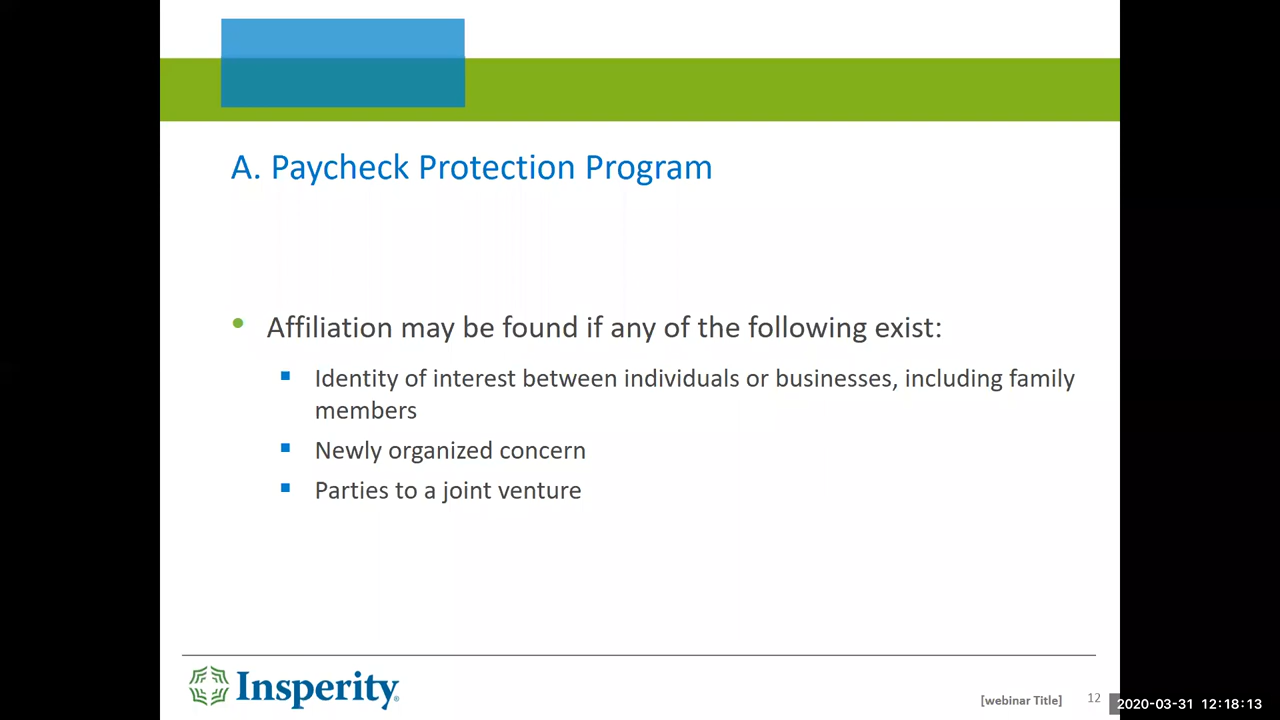 A. Paycheck Protection Program
• Affiliation may be found if any of the following exist:
▪ Identity of interest between individuals or businesses, including family
members
▪ Newly organized concern
▪ Parties to a joint venture
Insperity®
[webinar Title]
12
2020-03-31 12:18:13